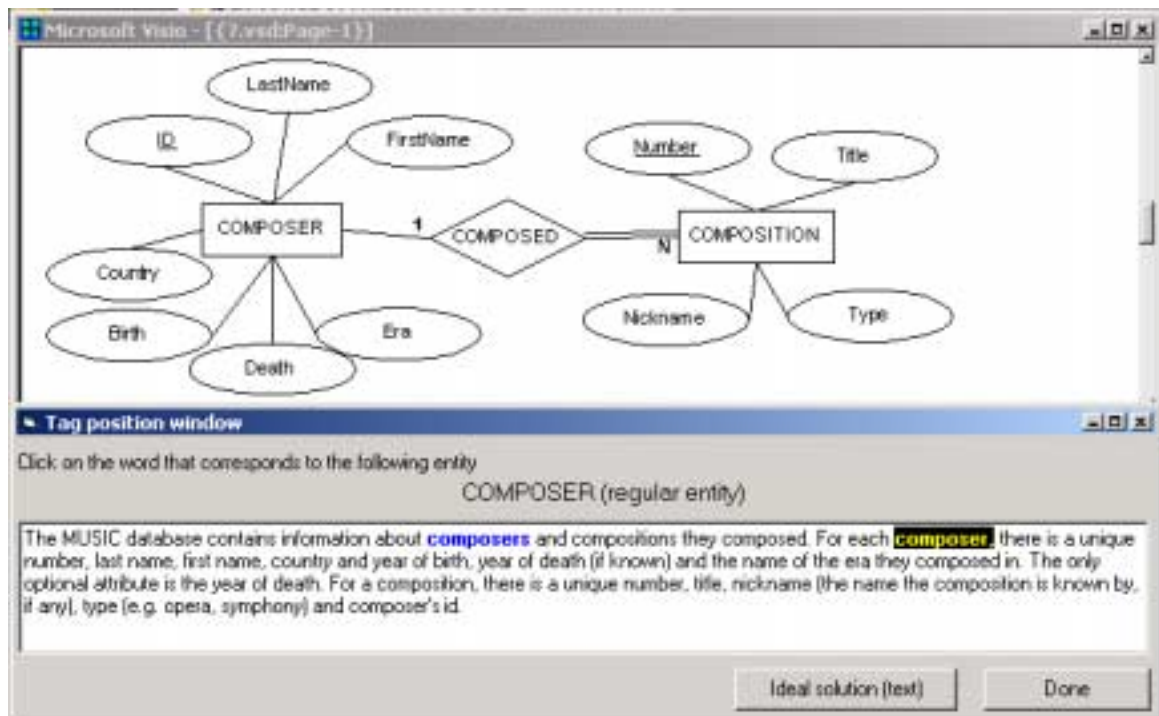 Microsoft Visio - [{?.vsd:Page-1}]
LastName
ID
FirstName
Number
Title
COMPOSER
1
COMPOSED
N
COMPOSITION
Country
Birth
Death
Era
Nickname
Type
Tag position window
Click on the word that corresponds to the following entity
COMPOSER (regular entity)
The MUSIC database contains information about composers and compositions they composed. For each composer, there is a unique
number, last name, first name, country and year of birth, year of death (if known) and the name of the era they composed in. The only
optional attribute is the year of death. For a composition, there is a unique number, title, nickname (the name the composition is known by,
if any), type (e.g. opera, symphony) and composer's id.
Ideal solution (text)
Done